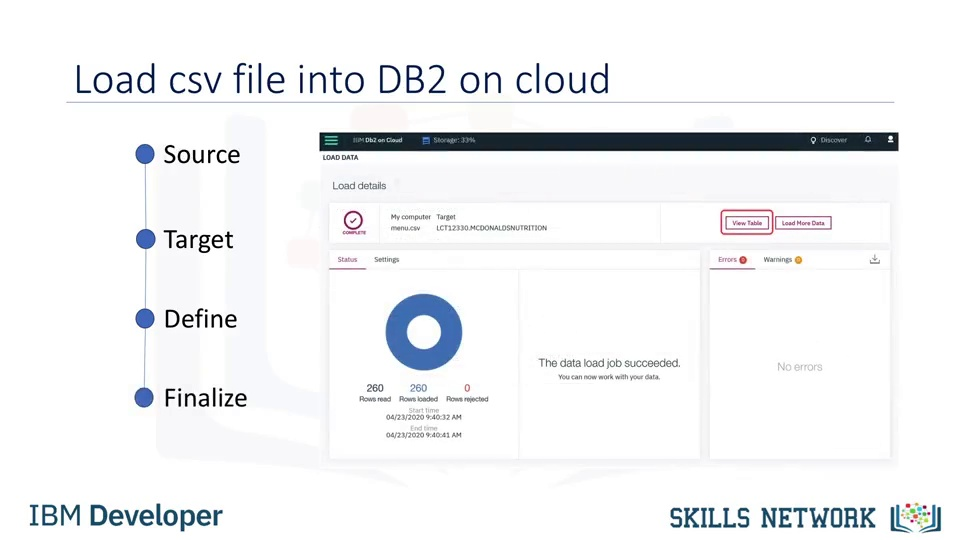 Load csv file into DB2 on cloud
Source
Target
Define
Finalize
IBM Db2 on Cloud
Storage: 33%
Discover
LOAD DATA
Load details
COMPLETE
My computer
menu.csv
Target
LCT12330.MCDONALDSNUTRITION
View Table
Load More Data
Status
Settings
Errors
Warnings
260
Rows read
260
Rows loaded
0
Rows rejected
Start time
04/23/2020 9:40:32 AM
End time
04/23/2020 9:40:41 AM
The data load job succeeded.
You can now work with your data.
No errors
IBM Developer
SKILLS NETWORK